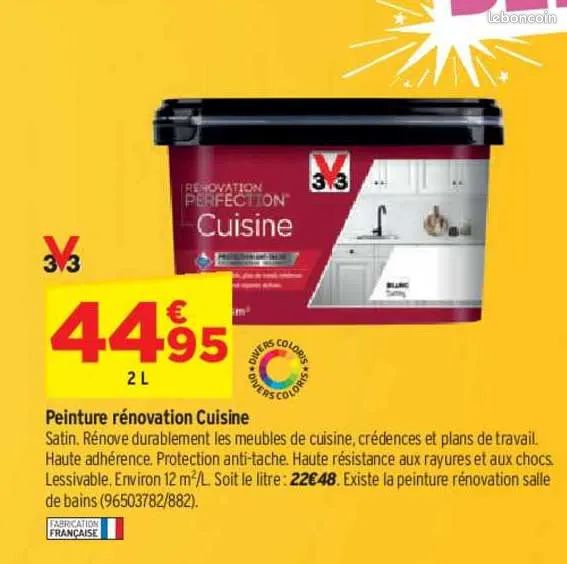 leboncoin
3V3
RÉNOVATION
PERFECTION
Cuisine
BLANC
Satin
3V3
44€95
2 L
DIVERS COLORIS
DIVERS COLORIS
Peinture rénovation Cuisine
Satin. Rénove durablement les meubles de cuisine, crédences et plans de travail.
Haute adhérence. Protection anti-tache. Haute résistance aux rayures et aux chocs.
Lessivable. Environ 12 m²/L. Soit le litre : 22€48. Existe la peinture rénovation salle
de bains (96503782/882).
FABRICATION
FRANÇAISE